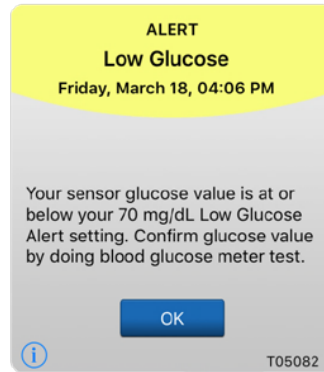 ALERT
Low Glucose
Friday, March 18, 04:06 PM
Your sensor glucose value is at or
below your 70 mg/dL Low Glucose
Alert setting. Confirm glucose value
by doing blood glucose meter test.
OK
i
T05082